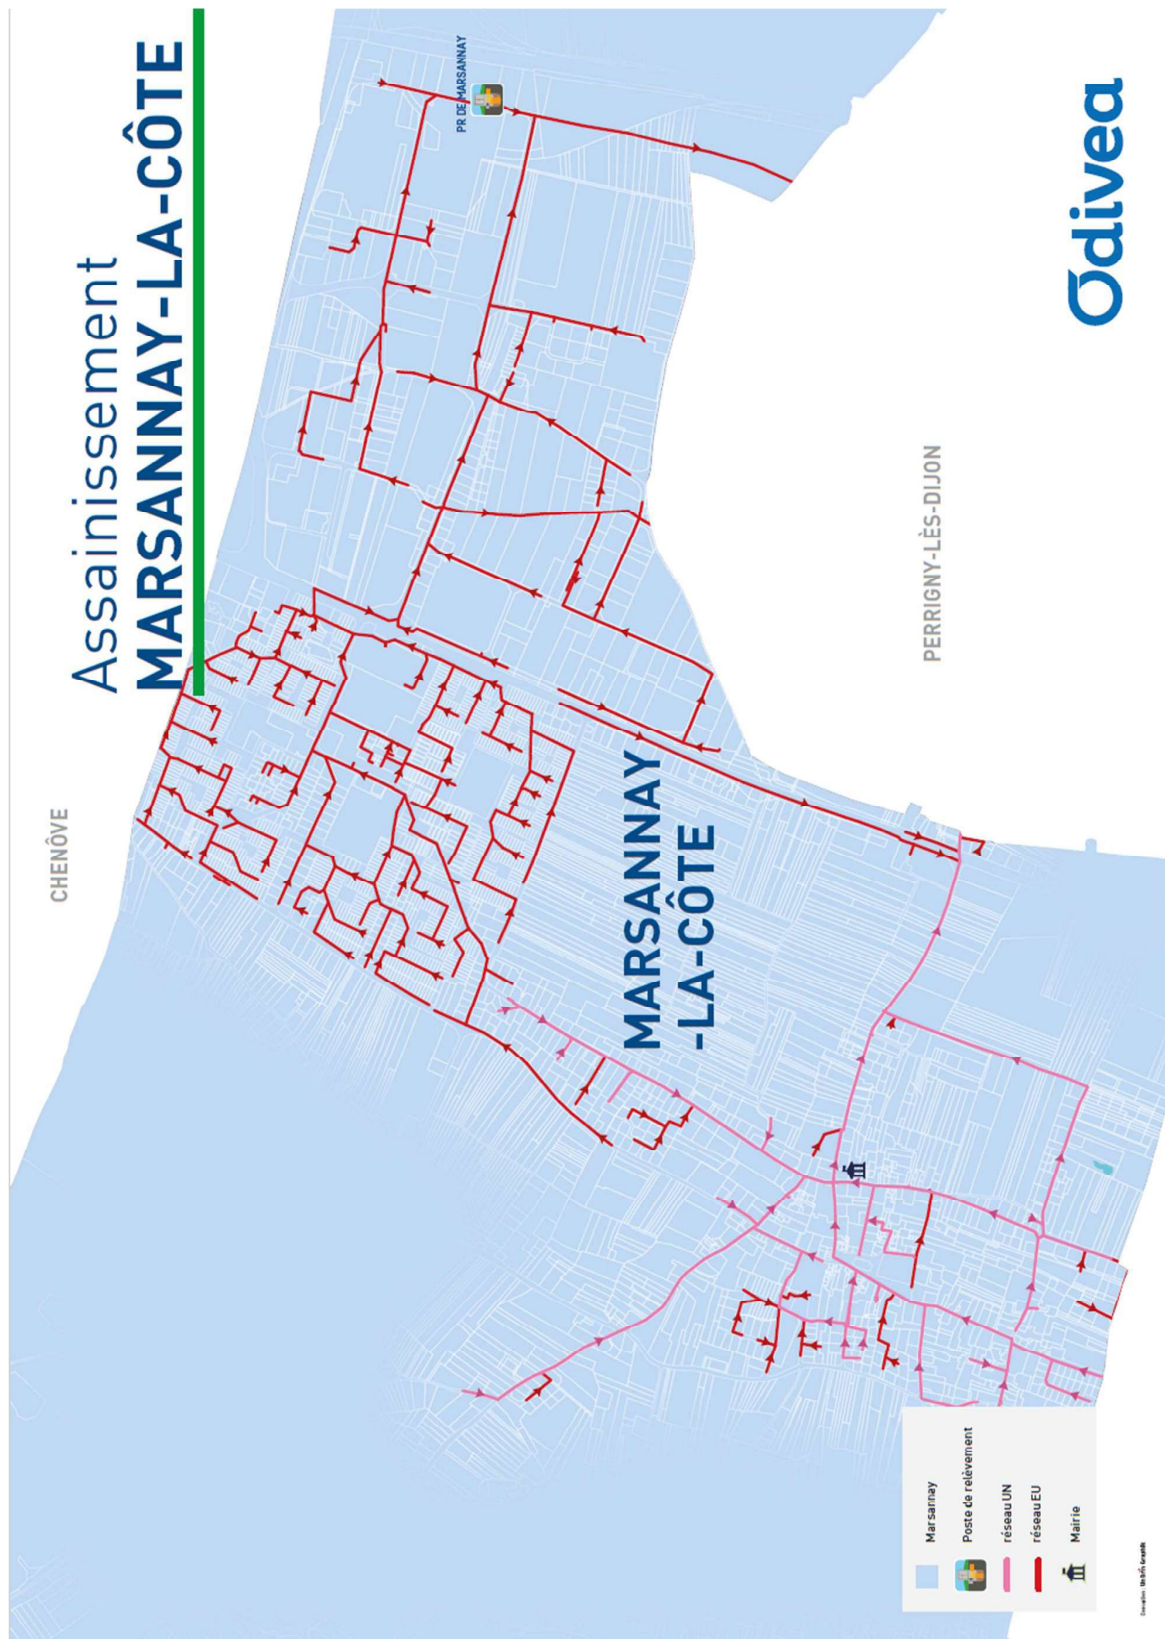 Assainissement
MARSANNAY-LA-CÔTE
CHENÔVE
PR DE MARSANNAY
MARSANNAY
-LA-CÔTE
PERRIGNY-LÈS-DIJON
Odivea
Marsannay
Poste de relèvement
réseau UN
réseau EU
Mairie